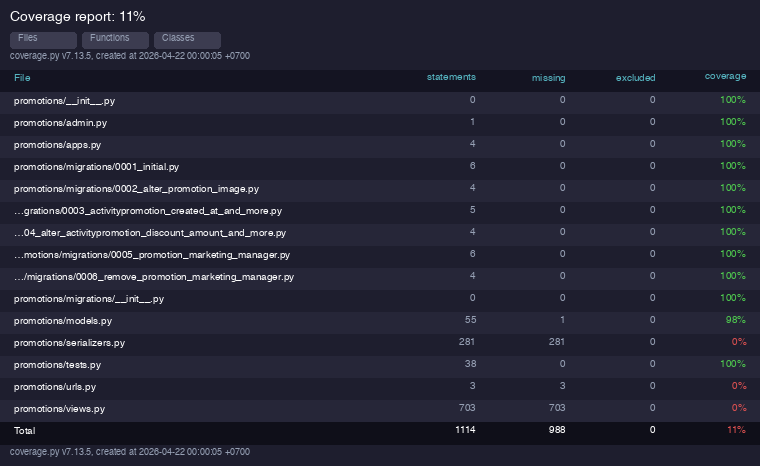 Coverage report: 11%
Files Functions Classes
coverage.py v7.13.5, created at 2026-04-22 00:00:05 +0700
File statements missing excluded coverage
promotions/__init__.py 0 0 0 100%
promotions/admin.py 1 0 0 100%
promotions/apps.py 4 0 0 100%
promotions/migrations/0001_initial.py 6 0 0 100%
promotions/migrations/0002_alter_promotion_image.py 4 0 0 100%
...grations/0003_activitypromotion_created_at_and_more.py 5 0 0 100%
...04_alter_activitypromotion_discount_amount_and_more.py 4 0 0 100%
...motions/migrations/0005_promotion_marketing_manager.py 6 0 0 100%
.../migrations/0006_remove_promotion_marketing_manager.py 4 0 0 100%
promotions/migrations/__init__.py 0 0 0 100%
promotions/models.py 55 1 0 98%
promotions/serializers.py 281 281 0 0%
promotions/tests.py 38 0 0 100%
promotions/urls.py 3 3 0 0%
promotions/views.py 703 703 0 0%
Total 1114 988 0 11%
coverage.py v7.13.5, created at 2026-04-22 00:00:05 +0700